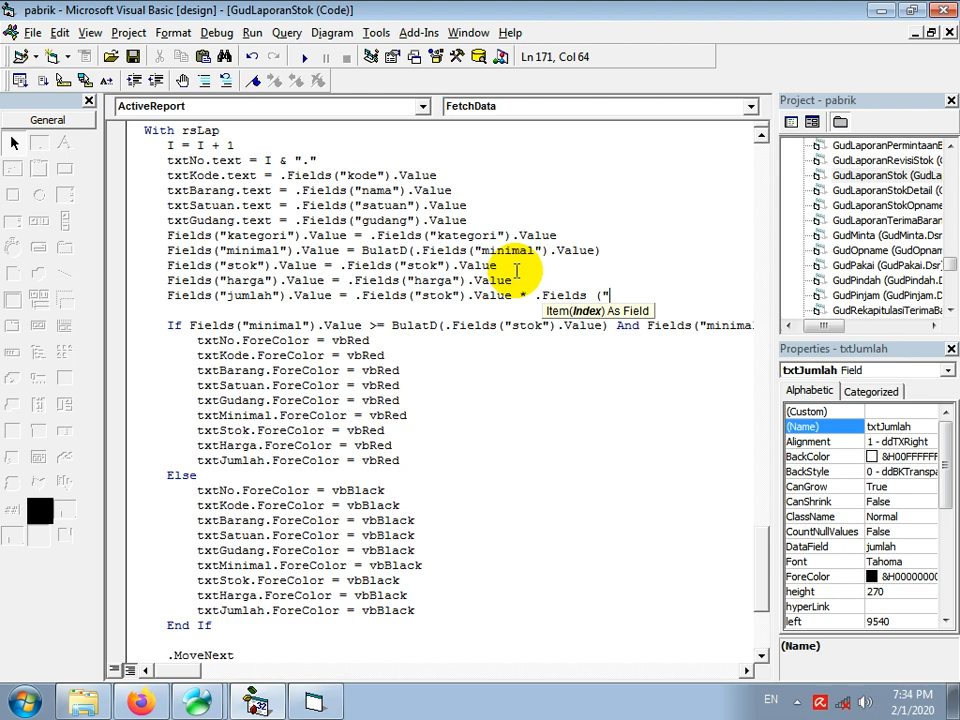 pabrik - Microsoft Visual Basic [design] - [GudLaporanStok (Code)]
File Edit View Project Format Debug Run Query Diagram Tools Add-Ins Window Help
Ln 171, Col 64
General
ActiveReport FetchData
With rsLap
I = I + 1
txtNo.text = I & "."
txtKode.text = .Fields("kode").Value
txtBarang.text = .Fields("nama").Value
txtSatuan.text = .Fields("satuan").Value
txtGudang.text = .Fields("gudang").Value
Fields("kategori").Value = .Fields("kategori").Value
Fields("minimal").Value = BulatD(.Fields("minimal").Value)
Fields("stok").Value = .Fields("stok").Value
Fields("harga").Value = .Fields("harga").Value
Fields("jumlah").Value = .Fields("stok").Value * .Fields ("
Item(Index) As Field
If Fields("minimal").Value >= BulatD(.Fields("stok").Value) And Fields("minima
txtNo.ForeColor = vbRed
txtKode.ForeColor = vbRed
txtBarang.ForeColor = vbRed
txtSatuan.ForeColor = vbRed
txtGudang.ForeColor = vbRed
txtMinimal.ForeColor = vbRed
txtStok.ForeColor = vbRed
txtHarga.ForeColor = vbRed
txtJumlah.ForeColor = vbRed
Else
txtNo.ForeColor = vbBlack
txtKode.ForeColor = vbBlack
txtBarang.ForeColor = vbBlack
txtSatuan.ForeColor = vbBlack
txtGudang.ForeColor = vbBlack
txtMinimal.ForeColor = vbBlack
txtStok.ForeColor = vbBlack
txtHarga.ForeColor = vbBlack
txtJumlah.ForeColor = vbBlack
End If
.MoveNext
Project - pabrik
GudLaporanPermintaan
GudLaporanRevisiStok (
GudLaporanStok (GudLa
GudLaporanStokDetail (
GudLaporanStokOpname
GudLaporanTerimaBaran
GudMinta (GudMinta.Dsr
GudOpname (GudOpname
GudPakai (GudPakai.Dsr)
GudPindah (GudPindah.
GudPinjam (GudPinjam.D
GudRekapitulasiTerimaB
Properties - txtJumlah
txtJumlah Field
Alphabetic Categorized
(Custom)
(Name) txtJumlah
Alignment 1 - ddTXRight
BackColor &H00FFFFFF
BackStyle 0 - ddBKTranspa
CanGrow True
CanShrink False
ClassName Normal
CountNullValues False
DataField jumlah
Font Tahoma
ForeColor &H0000000
height 270
hyperLink
left 9540
(Name)
EN
7:34 PM
2/1/2020